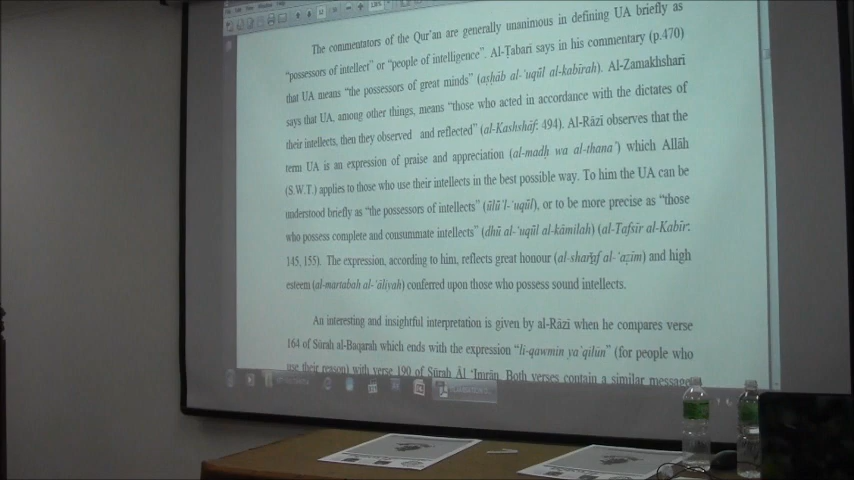 The commentators of the Qur'an are generally unanimous in defining UA briefly as
"possessors of intellect" or "people of intelligence". Al-Ṭabarī says in his commentary (p.470)
that UA means "the possessors of great minds" (aṣḥāb al-'uqūl al-kabīrah). Al-Zamakhsharī
says that UA, among other things, means "those who acted in accordance with the dictates of
their intellects, then they observed and reflected" (al-Kashshāf: 494). Al-Rāzī observes that the
term UA is an expression of praise and appreciation (al-madḥ wa al-thana') which Allāh
(S.W.T.) applies to those who use their intellects in the best possible way. To him the UA can be
understood briefly as "the possessors of intellects" (ūlū'l-'uqūl), or to be more precise as "those
who possess complete and consummate intellects" (dhū al-'uqūl al-kāmilah) (al-Tafsīr al-Kabīr:
145, 155). The expression, according to him, reflects great honour (al-sharaf al-'aẓīm) and high
esteem (al-martabah al-'āliyah) conferred upon those who possess sound intellects.
An interesting and insightful interpretation is given by al-Rāzī when he compares verse
164 of Sūrah al-Baqarah which ends with the expression "li-qawmin ya'qilūn" (for people who
use their reason) with verse 190 of Sūrah Āl 'Imrān. Both verses contain a similar message